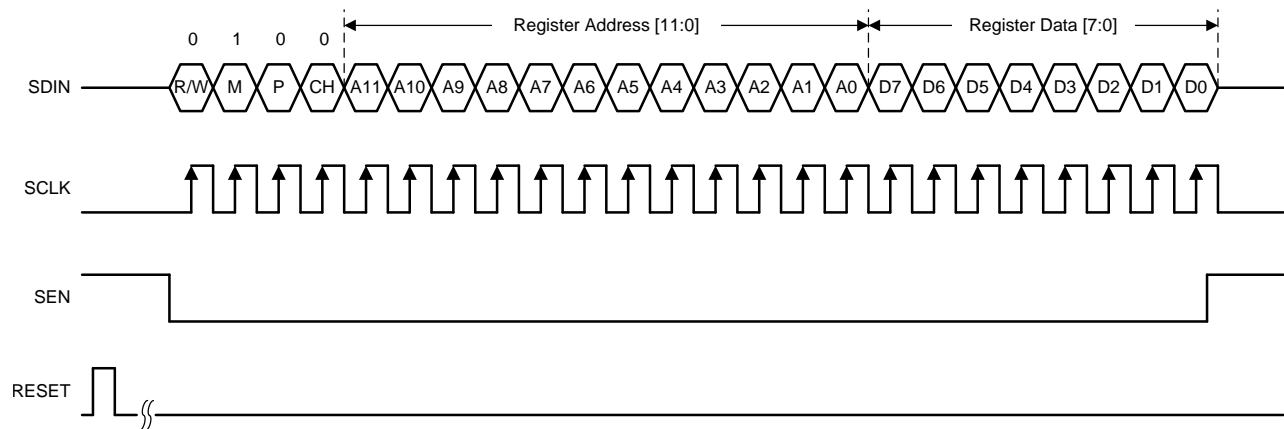 Register Address [11:0] Register Data [7:0]
0 1 0 0
SDIN R/W M P CH A11 A10 A9 A8 A7 A6 A5 A4 A3 A2 A1 A0 D7 D6 D5 D4 D3 D2 D1 D0
SCLK
SEN
RESET